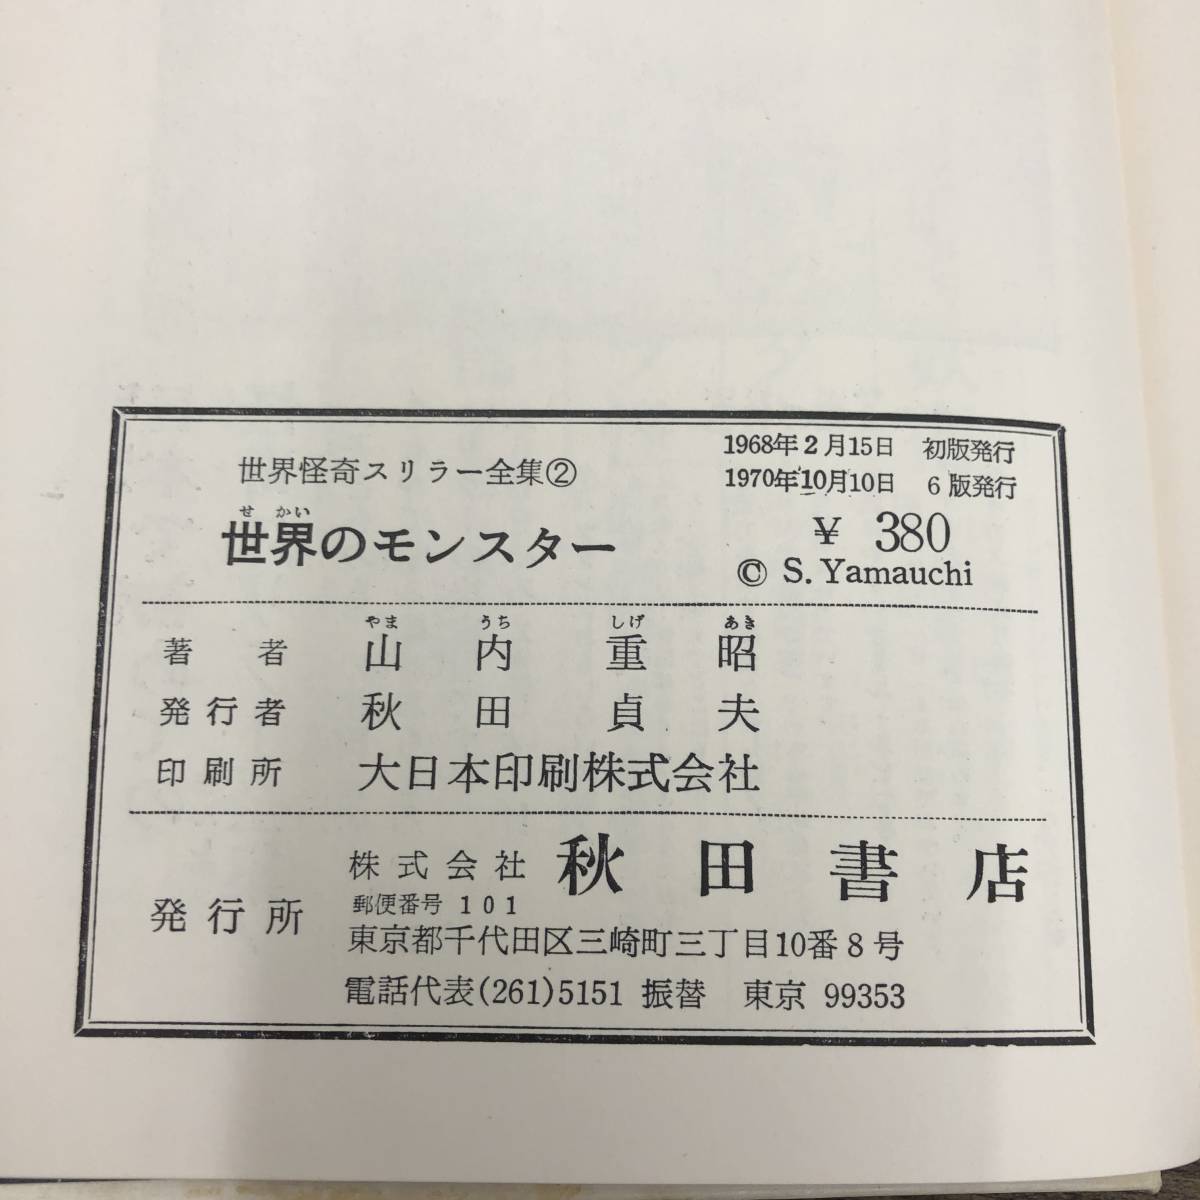 世界怪奇スリラー全集②
せ かい
世界のモンスター
1968年2月15日 初版発行
1970年10月10日 6版発行
¥ 380
© S. Yamauchi
やま うち しげ あき
著者 山内重昭
発行者 秋田貞夫
印刷所 大日本印刷株式会社
発行所 株式会社 秋田書店
郵便番号 101
東京都千代田区三崎町三丁目10番8号
電話代表(261)5151 振替 東京 99353